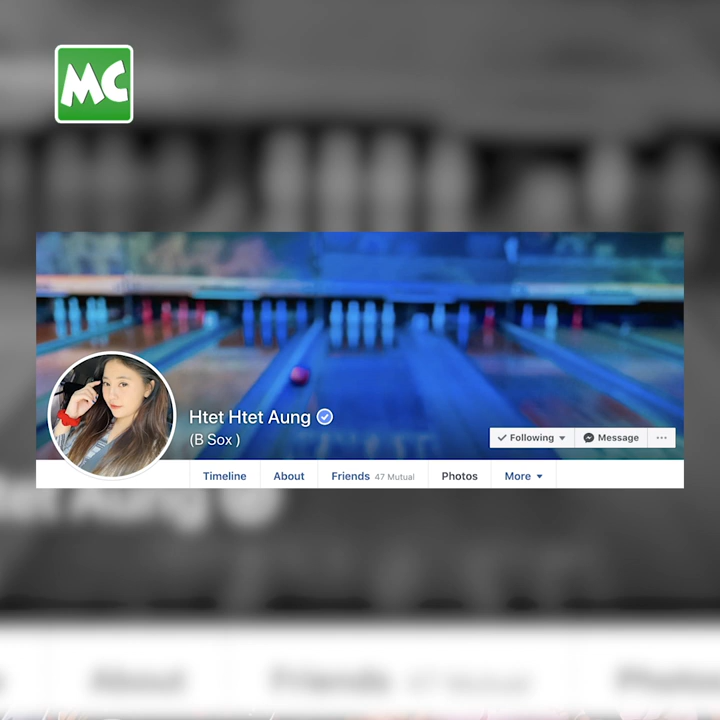 MC
Htet Htet Aung
(B Sox )
Following
Message
Timeline
About
Friends 47 Mutual
Photos
More